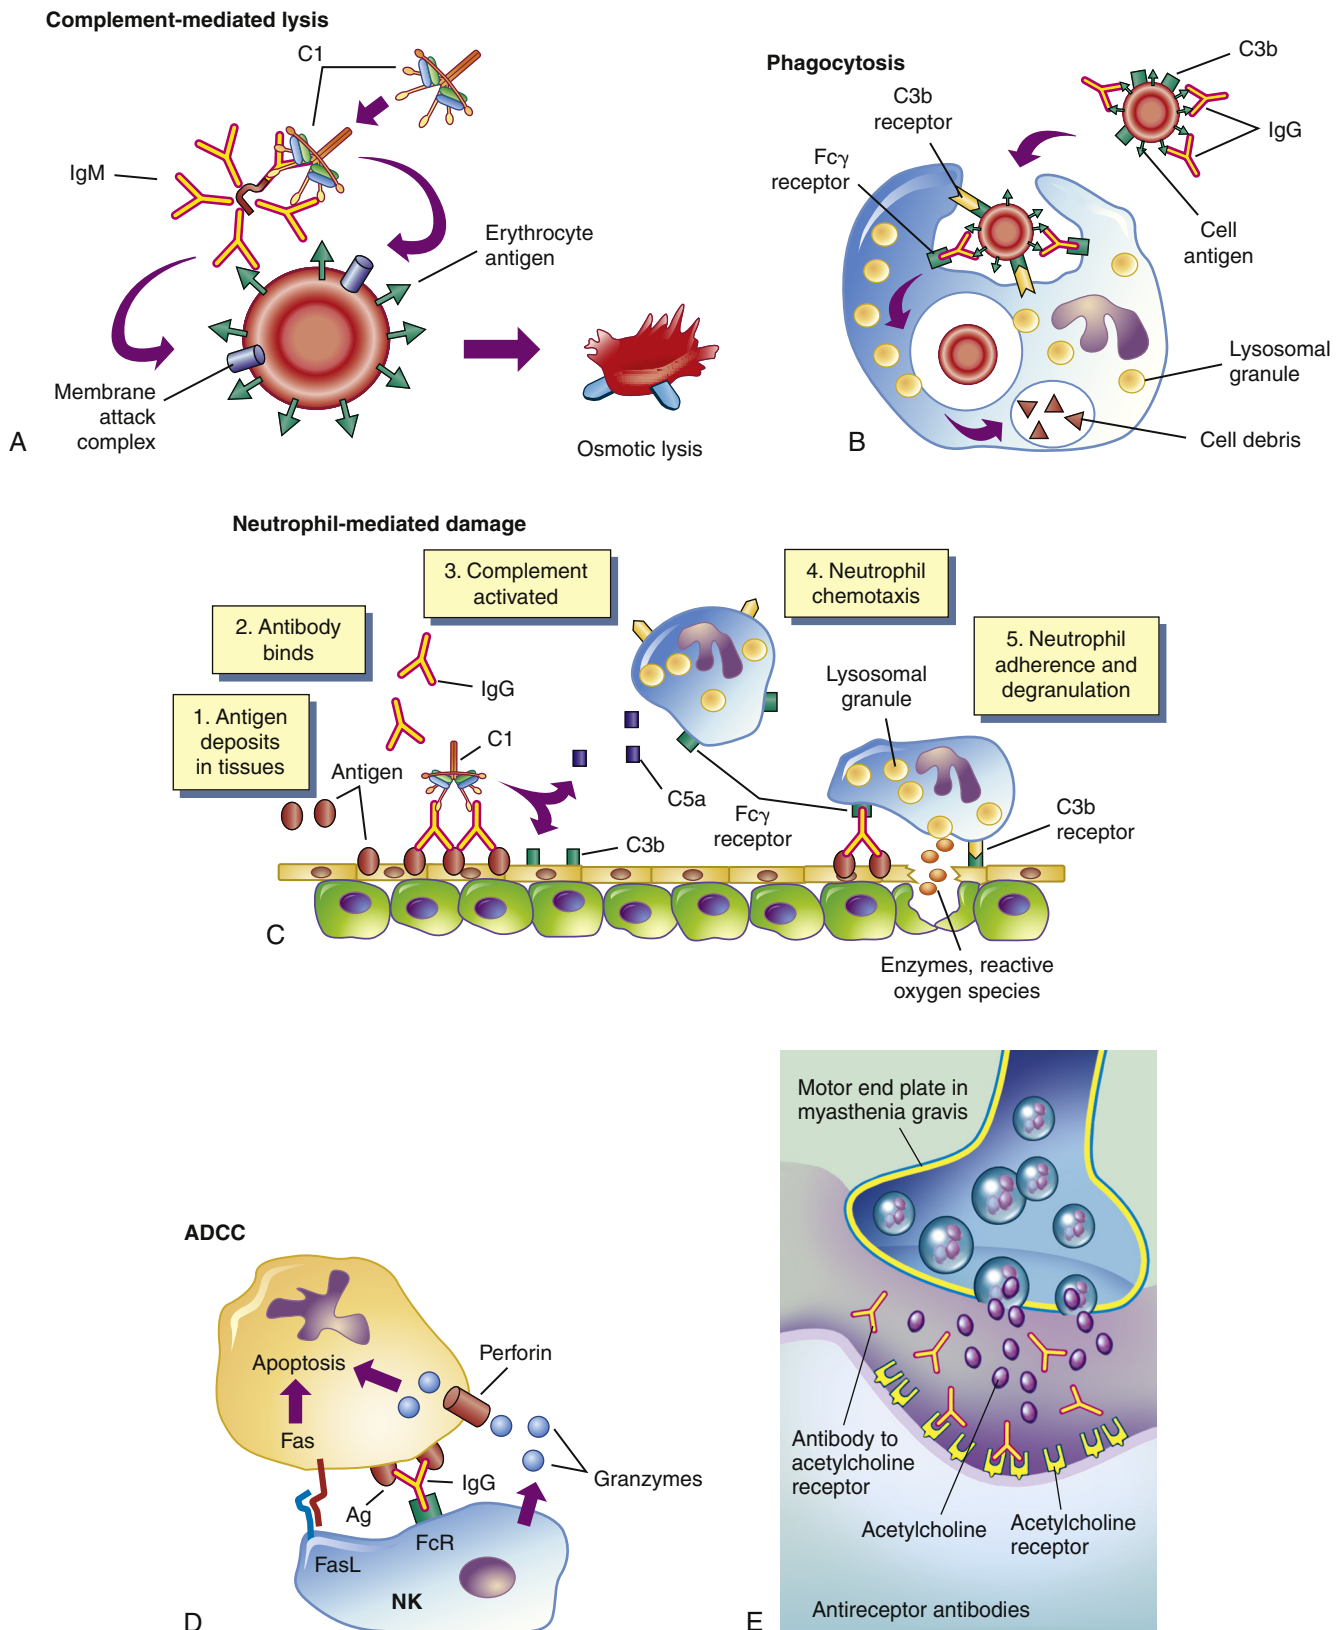 Complement-mediated lysis
C1
IgM
Erythrocyte
antigen
Membrane
attack
complex
Osmotic lysis
A
Phagocytosis
C3b
receptor
Fcγ
receptor
C3b
IgG
Cell
antigen
Lysosomal
granule
Cell debris
B
Neutrophil-mediated damage
1. Antigen
deposits
in tissues
2. Antibody
binds
3. Complement
activated
4. Neutrophil
chemotaxis
5. Neutrophil
adherence and
degranulation
Antigen
IgG
C1
C3b
C5a
Fcγ
receptor
Lysosomal
granule
C3b
receptor
Enzymes, reactive
oxygen species
C
ADCC
Apoptosis
Fas
Perforin
Granzymes
IgG
Ag
FcR
FasL
NK
D
Motor end plate in
myasthenia gravis
Antibody to
acetylcholine
receptor
Acetylcholine
Acetylcholine
receptor
Antireceptor antibodies
E